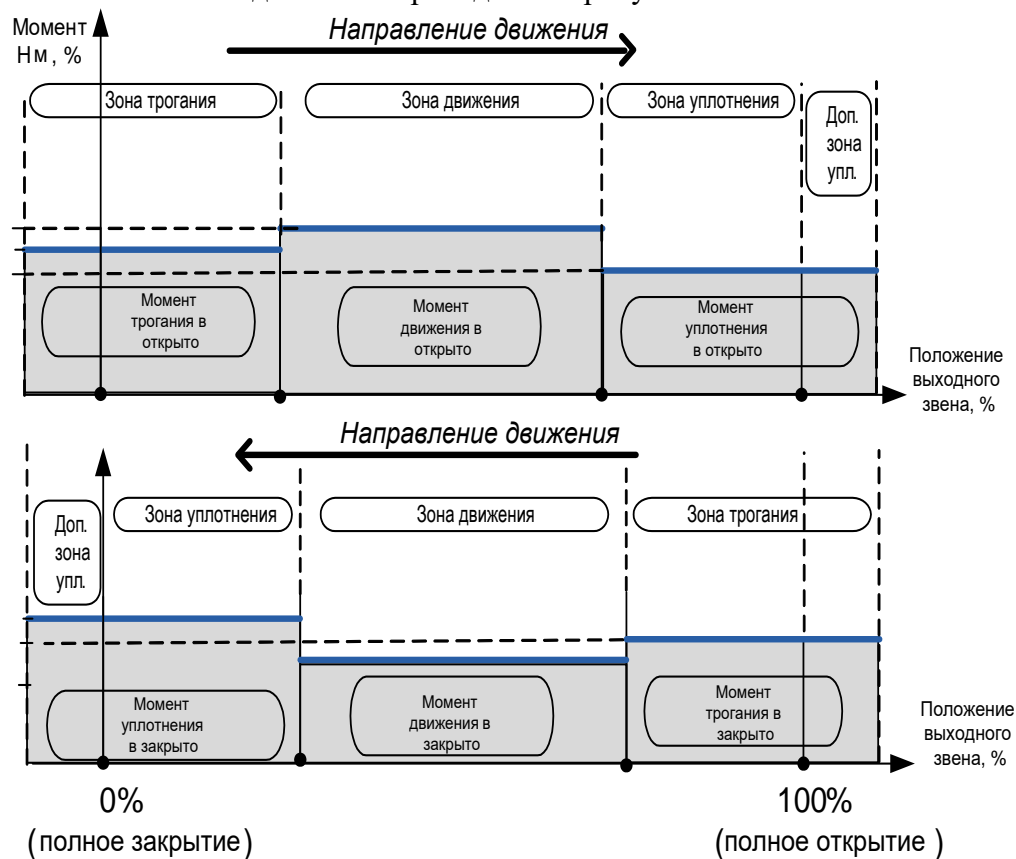 Момент
Нм, %
Направление движения
Зона трогания
Зона движения
Зона уплотнения
Доп.
зона
упл.
Момент
трогания в
открыто
Момент
движения в
открыто
Момент
уплотнения
в открыто
Положение
выходного
звена, %
Направление движения
Доп.
зона
упл.
Зона уплотнения
Зона движения
Зона трогания
Момент
уплотнения
в закрыто
Момент
движения в
закрыто
Момент
трогания в
закрыто
Положение
выходного
звена, %
0%
(полное закрытие)
100%
(полное открытие )